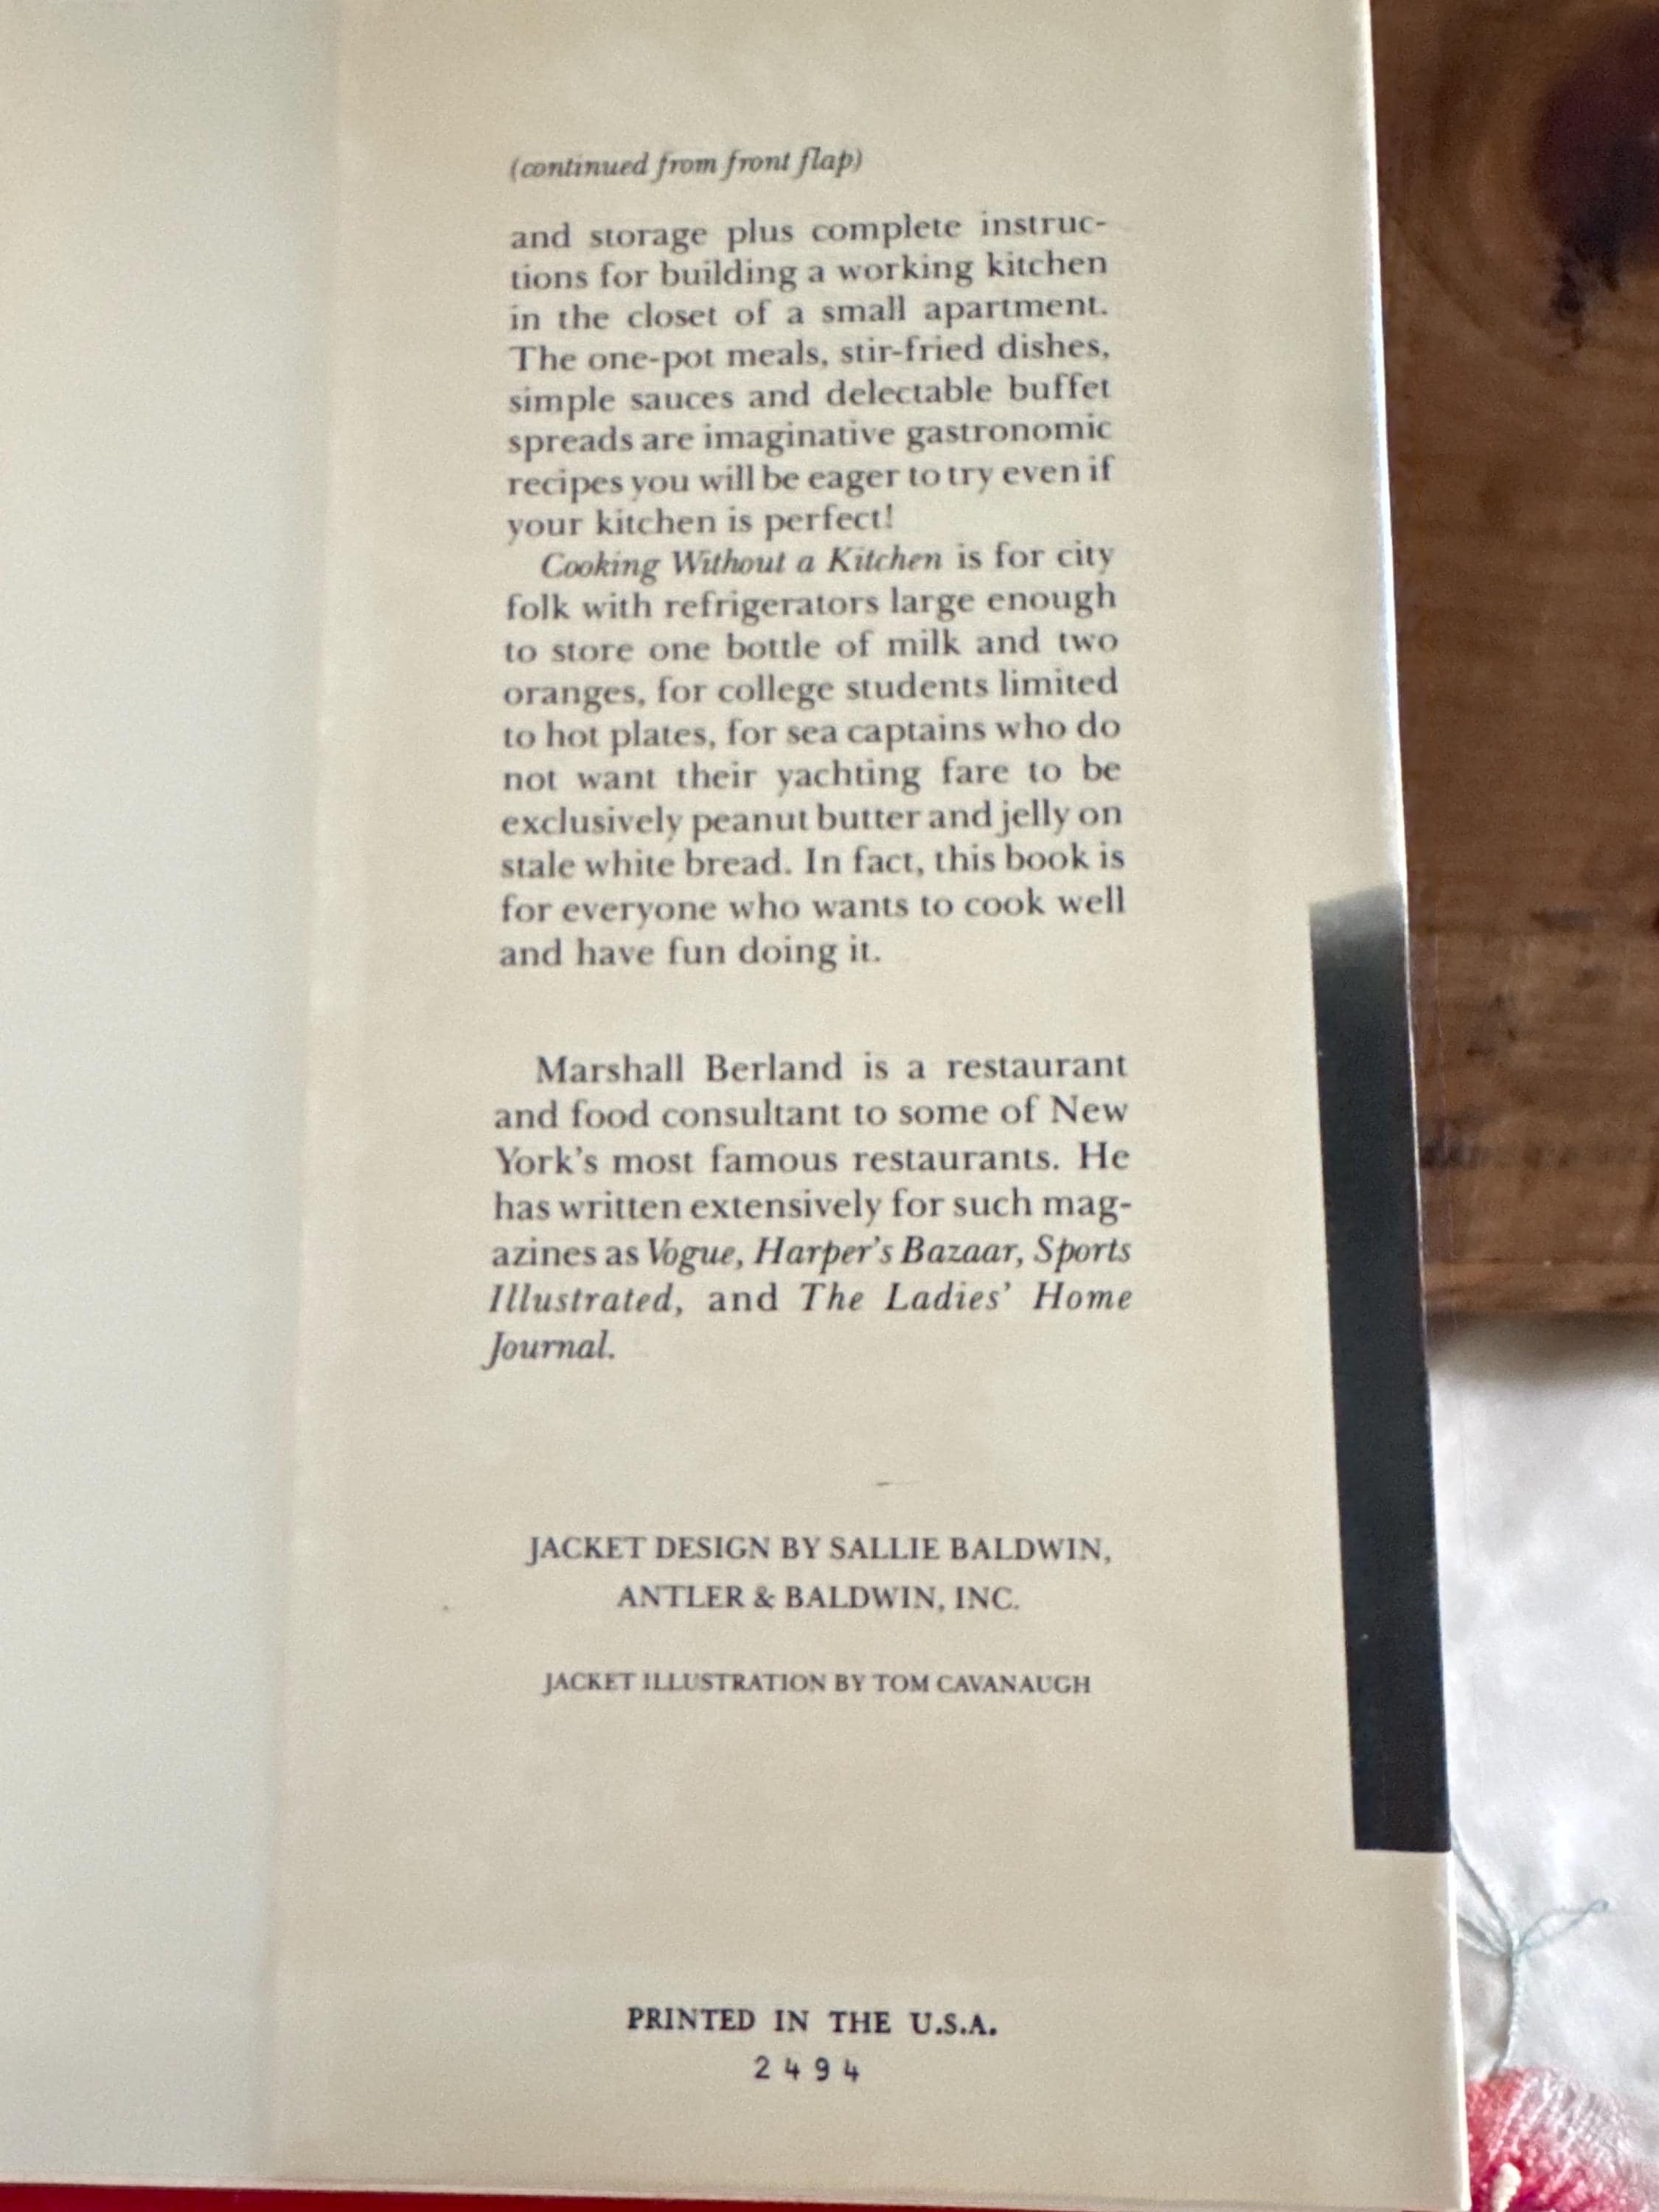 (continued from front flap)
and storage plus complete instruc-
tions for building a working kitchen
in the closet of a small apartment.
The one-pot meals, stir-fried dishes,
simple sauces and delectable buffet
spreads are imaginative gastronomic
recipes you will be eager to try even if
your kitchen is perfect!
Cooking Without a Kitchen is for city
folk with refrigerators large enough
to store one bottle of milk and two
oranges, for college students limited
to hot plates, for sea captains who do
not want their yachting fare to be
exclusively peanut butter and jelly on
stale white bread. In fact, this book is
for everyone who wants to cook well
and have fun doing it.
Marshall Berland is a restaurant
and food consultant to some of New
York's most famous restaurants. He
has written extensively for such mag-
azines as Vogue, Harper's Bazaar, Sports
Illustrated, and The Ladies' Home
Journal.
JACKET DESIGN BY SALLIE BALDWIN,
ANTLER & BALDWIN, INC.
JACKET ILLUSTRATION BY TOM CAVANAUGH
PRINTED IN THE U.S.A.
2494